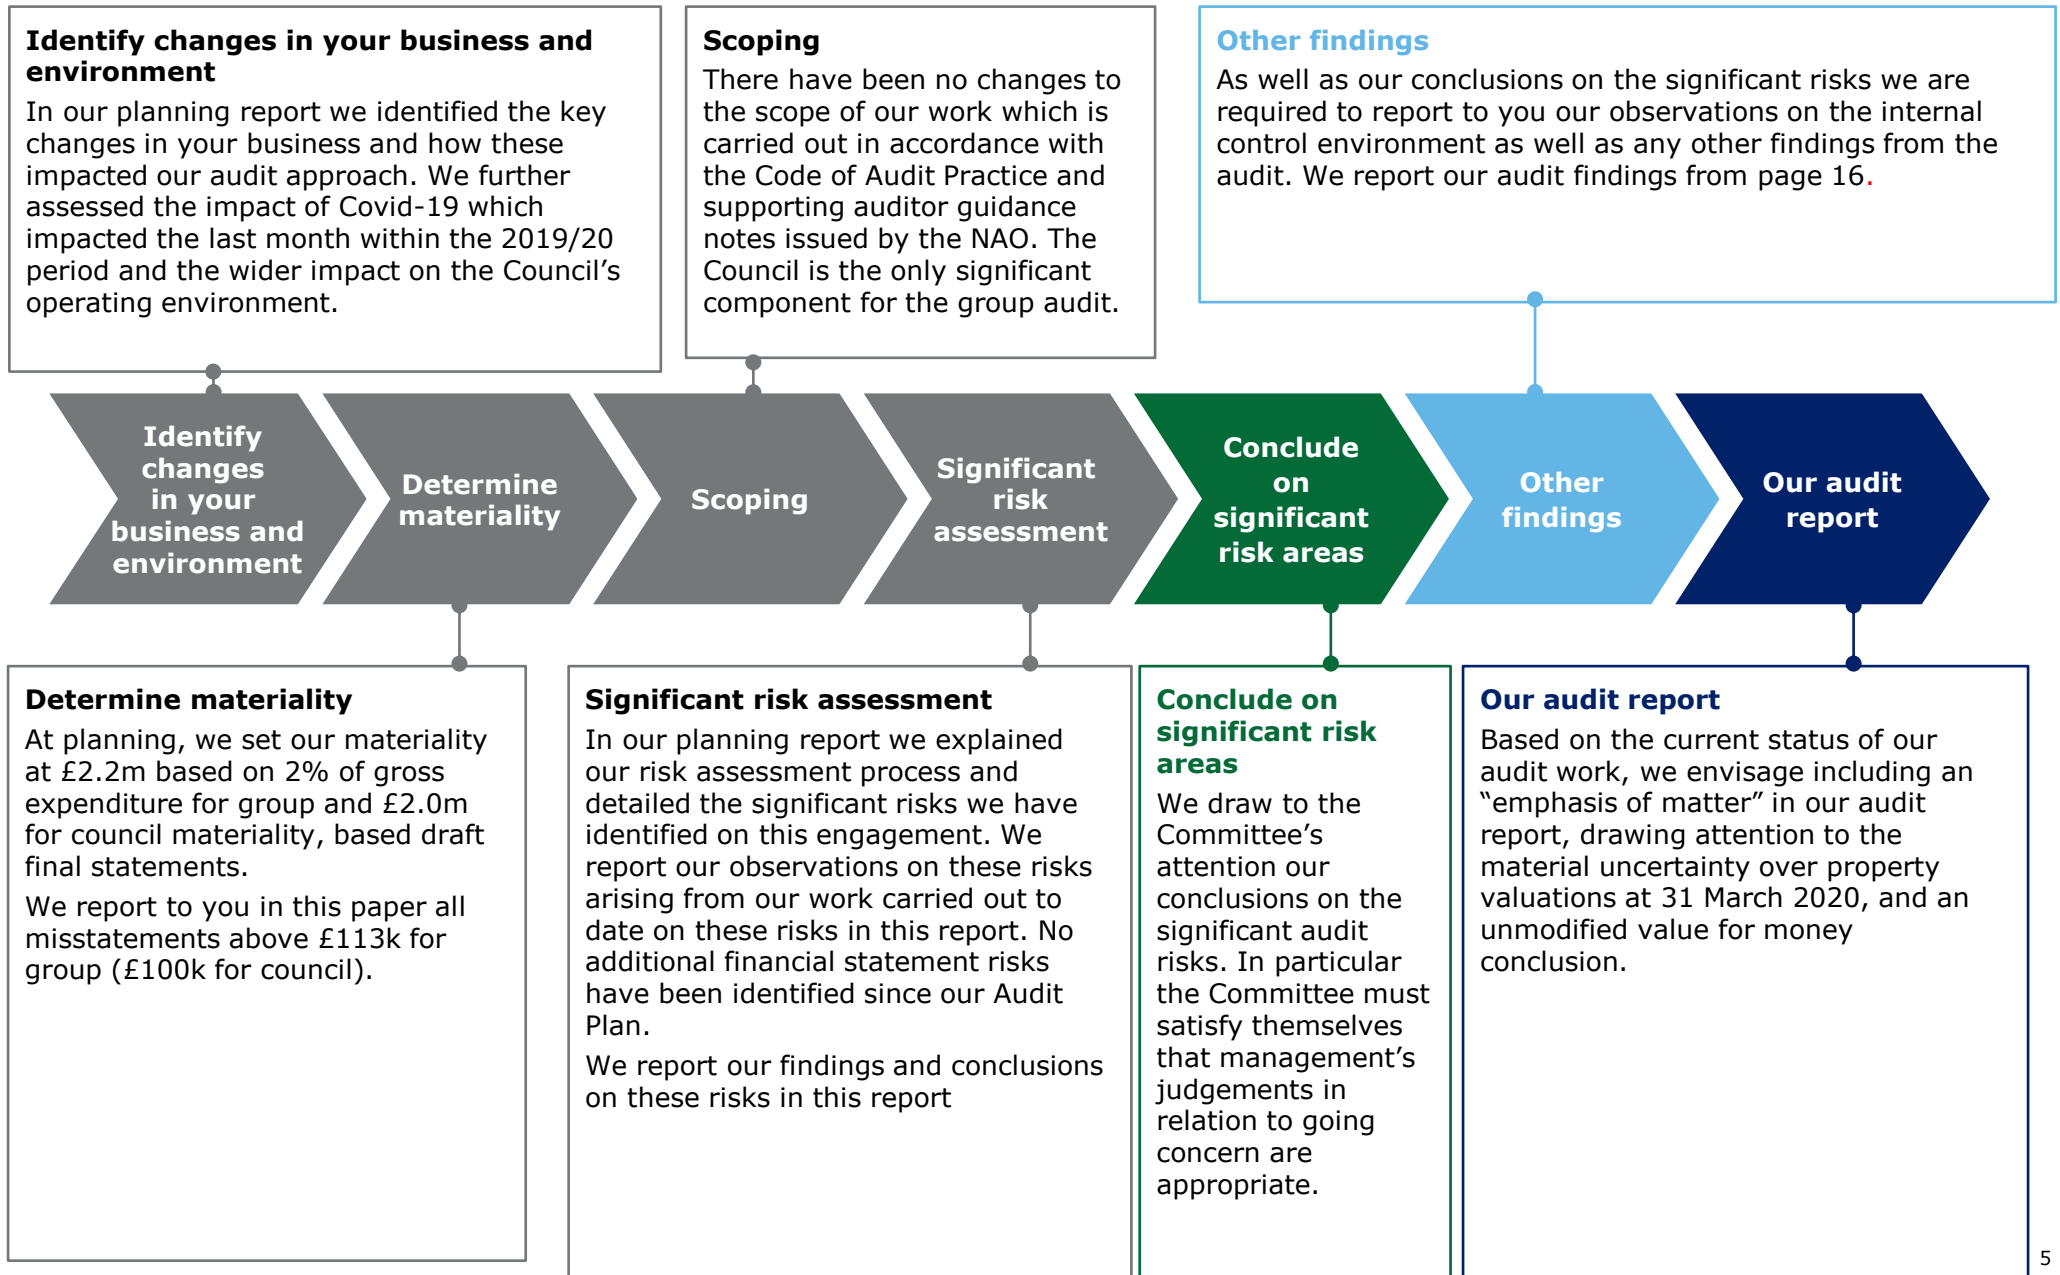 Identify changes in your business and
environment
In our planning report we identified the key
changes in your business and how these
impacted our audit approach. We further
assessed the impact of Covid-19 which
impacted the last month within the 2019/20
period and the wider impact on the Council’s
operating environment.
Scoping
There have been no changes to
the scope of our work which is
carried out in accordance with
the Code of Audit Practice and
supporting auditor guidance
notes issued by the NAO. The
Council is the only significant
component for the group audit.
Other findings
As well as our conclusions on the significant risks we are
required to report to you our observations on the internal
control environment as well as any other findings from the
audit. We report our audit findings from page 16.
Identify
changes
in your
business and
environment
Determine
materiality
Scoping
Significant
risk
assessment
Conclude
on
significant
risk areas
Other
findings
Our audit
report
Determine materiality
At planning, we set our materiality
at £2.2m based on 2% of gross
expenditure for group and £2.0m
for council materiality, based draft
final statements.
We report to you in this paper all
misstatements above £113k for
group (£100k for council).
Significant risk assessment
In our planning report we explained
our risk assessment process and
detailed the significant risks we have
identified on this engagement. We
report our observations on these risks
arising from our work carried out to
date on these risks in this report. No
additional financial statement risks
have been identified since our Audit
Plan.
We report our findings and conclusions
on these risks in this report
Conclude on
significant risk
areas
We draw to the
Committee’s
attention our
conclusions on the
significant audit
risks. In particular
the Committee must
satisfy themselves
that management’s
judgements in
relation to going
concern are
appropriate.
Our audit report
Based on the current status of our
audit work, we envisage including an
“emphasis of matter” in our audit
report, drawing attention to the
material uncertainty over property
valuations at 31 March 2020, and an
unmodified value for money
conclusion.
5